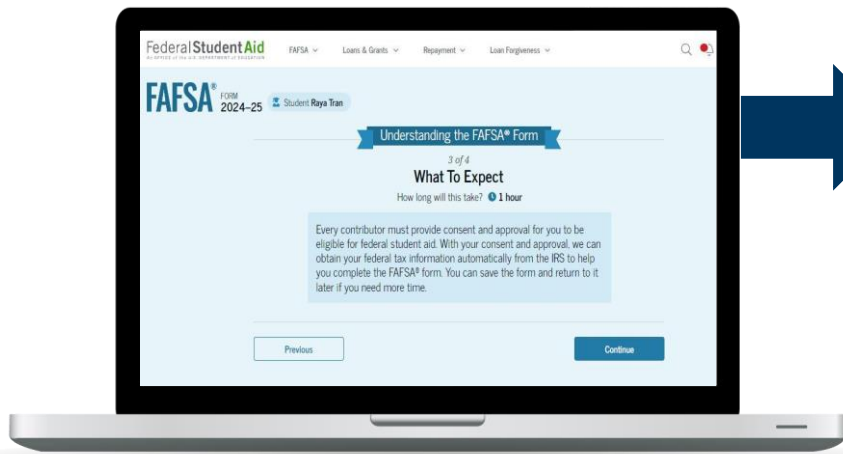 Federal Student Aid
FAFSA Loans & Grants Repayment Loan Forgiveness
An OFFICE of the U.S. DEPARTMENT of EDUCATION
FAFSA® FORM 2024–25 Student Raya Tran
Understanding the FAFSA® Form
3 of 4
What To Expect
How long will this take? 1 hour
Every contributor must provide consent and approval for you to be
eligible for federal student aid. With your consent and approval, we can
obtain your federal tax information automatically from the IRS to help
you complete the FAFSA® form. You can save the form and return to it
later if you need more time.
Previous
Continue